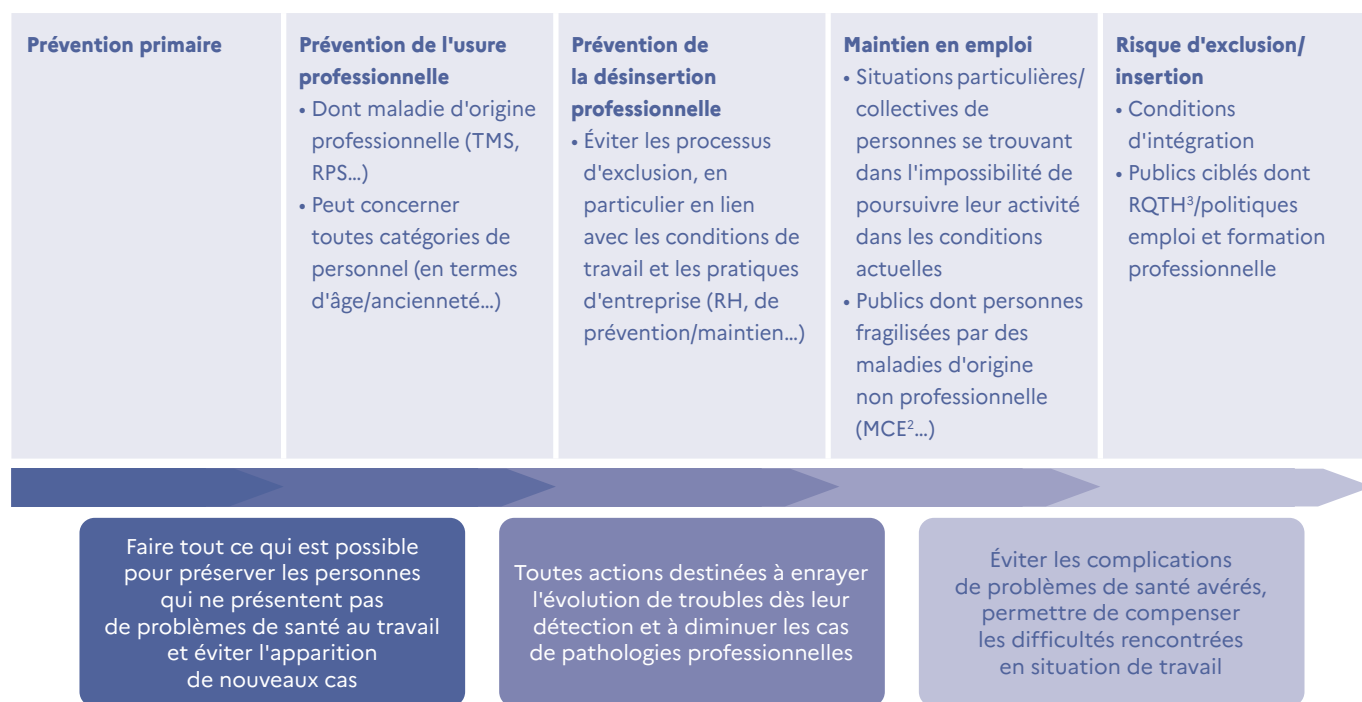 Prévention primaire
Prévention de l'usure
professionnelle
• Dont maladie d'origine
professionnelle (TMS,
RPS...)
• Peut concerner
toutes catégories de
personnel (en termes
d'âge/ancienneté...)
Prévention de
la désinsertion
professionnelle
• Éviter les processus
d'exclusion, en
particulier en lien
avec les conditions de
travail et les pratiques
d'entreprise (RH, de
prévention/maintien...)
Maintien en emploi
• Situations particulières/
collectives de
personnes se trouvant
dans l'impossibilité de
poursuivre leur activité
dans les conditions
actuelles
• Publics dont personnes
fragilisées par des
maladies d'origine
non professionnelle
(MCE²...)
Risque d'exclusion/
insertion
• Conditions
d'intégration
• Publics ciblés dont
RQTH³/politiques
emploi et formation
professionnelle
Faire tout ce qui est possible
pour préserver les personnes
qui ne présentent pas
de problèmes de santé au travail
et éviter l'apparition
de nouveaux cas
Toutes actions destinées à enrayer
l'évolution de troubles dès leur
détection et à diminuer les cas
de pathologies professionnelles
Éviter les complications
de problèmes de santé avérés,
permettre de compenser
les difficultés rencontrées
en situation de travail